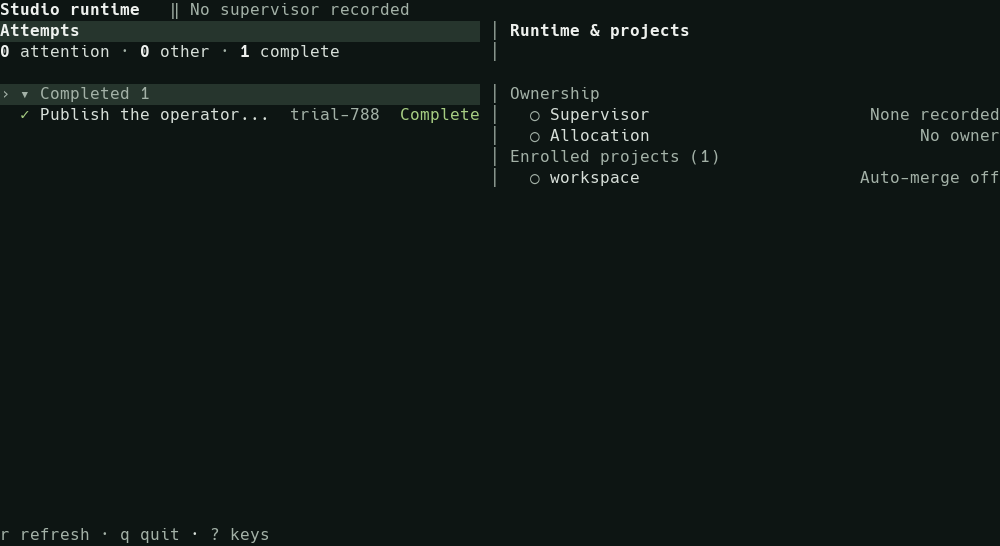 Studio runtime ‖ No supervisor recorded
Attempts
0 attention · 0 other · 1 complete
› ▾ Completed 1
✓ Publish the operator... trial-788 Complete
Runtime & projects
Ownership
○ Supervisor None recorded
○ Allocation No owner
Enrolled projects (1)
○ workspace Auto-merge off
r refresh · q quit · ? keys